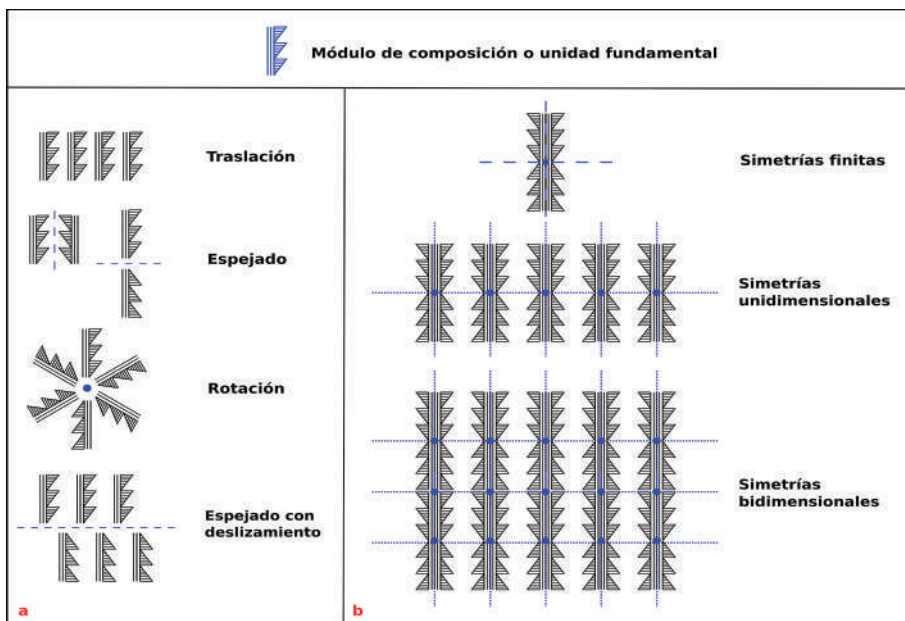 Módulo de composición o unidad fundamental
Traslación
Espejado
Rotación
Espejado con
deslizamiento
a
Simetrías finitas
Simetrías
unidimensionales
Simetrías
bidimensionales
b